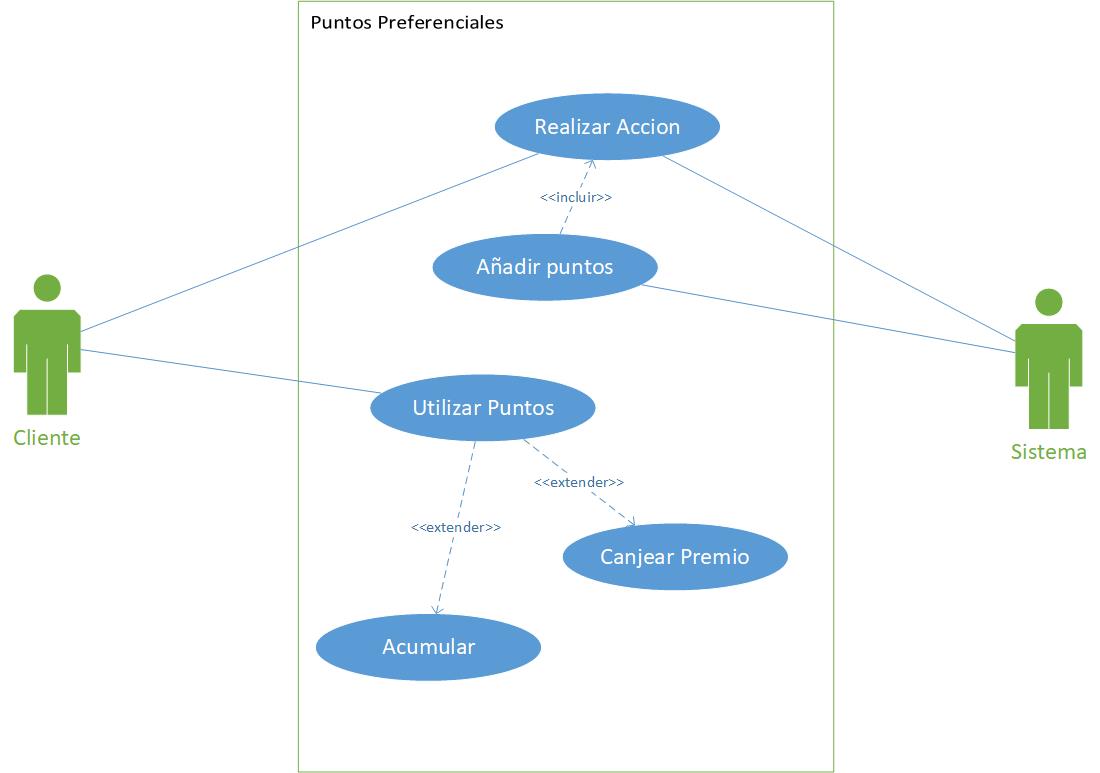 Puntos Preferenciales
Realizar Accion
<<incluir>>
Añadir puntos
Utilizar Puntos
Cliente
Sistema
<<extender>>
<<extender>>
Canjear Premio
Acumular